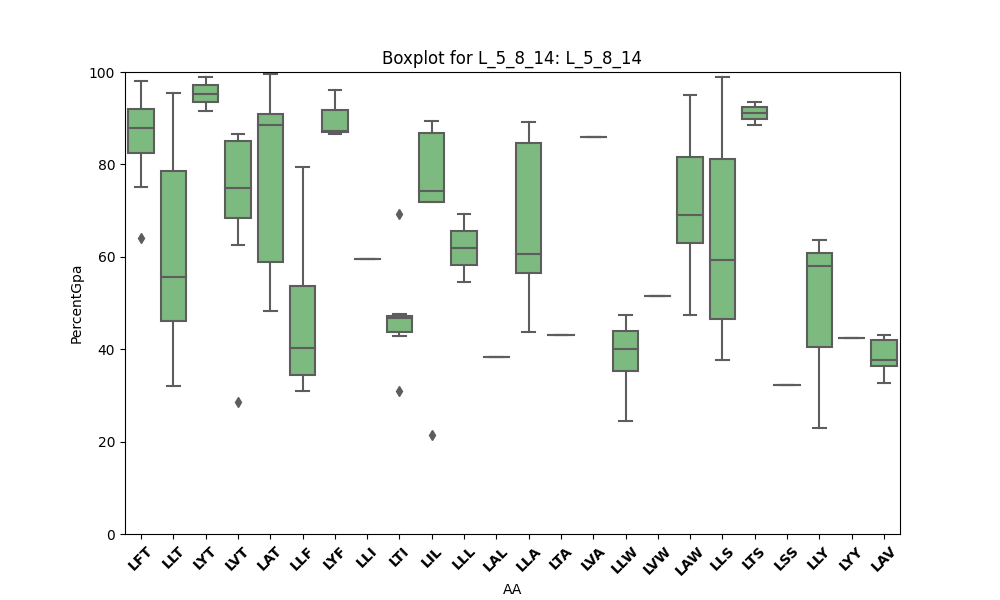 Boxplot for L_5_8_14: L_5_8_14
100
80
60
40
20
0
PercentGpa
LFT LLT LYT LVT LAT LLF LYF LLI LTI LIL LLL LAL LLA LTA LVA LLW LVW LAW LLS LTS LSS LLY LYY LAV
AA